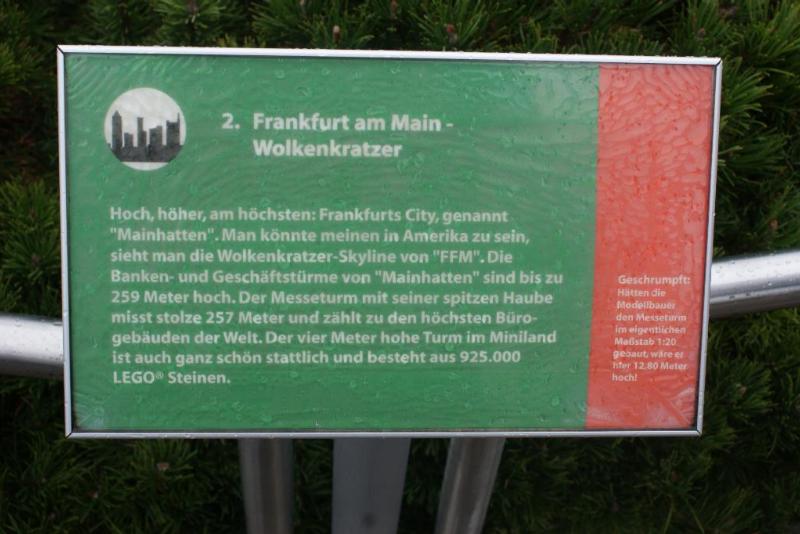 2. Frankfurt am Main -
Wolkenkratzer
Hoch, höher, am höchsten: Frankfurts City, genannt
"Mainhatten". Man könnte meinen in Amerika zu sein,
sieht man die Wolkenkratzer-Skyline von "FFM". Die
Banken- und Geschäftstürme von "Mainhatten" sind bis zu
259 Meter hoch. Der Messeturm mit seiner spitzen Haube
misst stolze 257 Meter und zählt zu den höchsten Büro-
gebäuden der Welt. Der vier Meter hohe Turm im Miniland
ist auch ganz schön stattlich und besteht aus 925.000
LEGO® Steinen.
Geschrumpft:
Hätten die
Modellbauer
den Messeturm
im eigentlichen
Maßstab 1:20
gebaut, wäre er
hier 12,80 Meter
hoch!